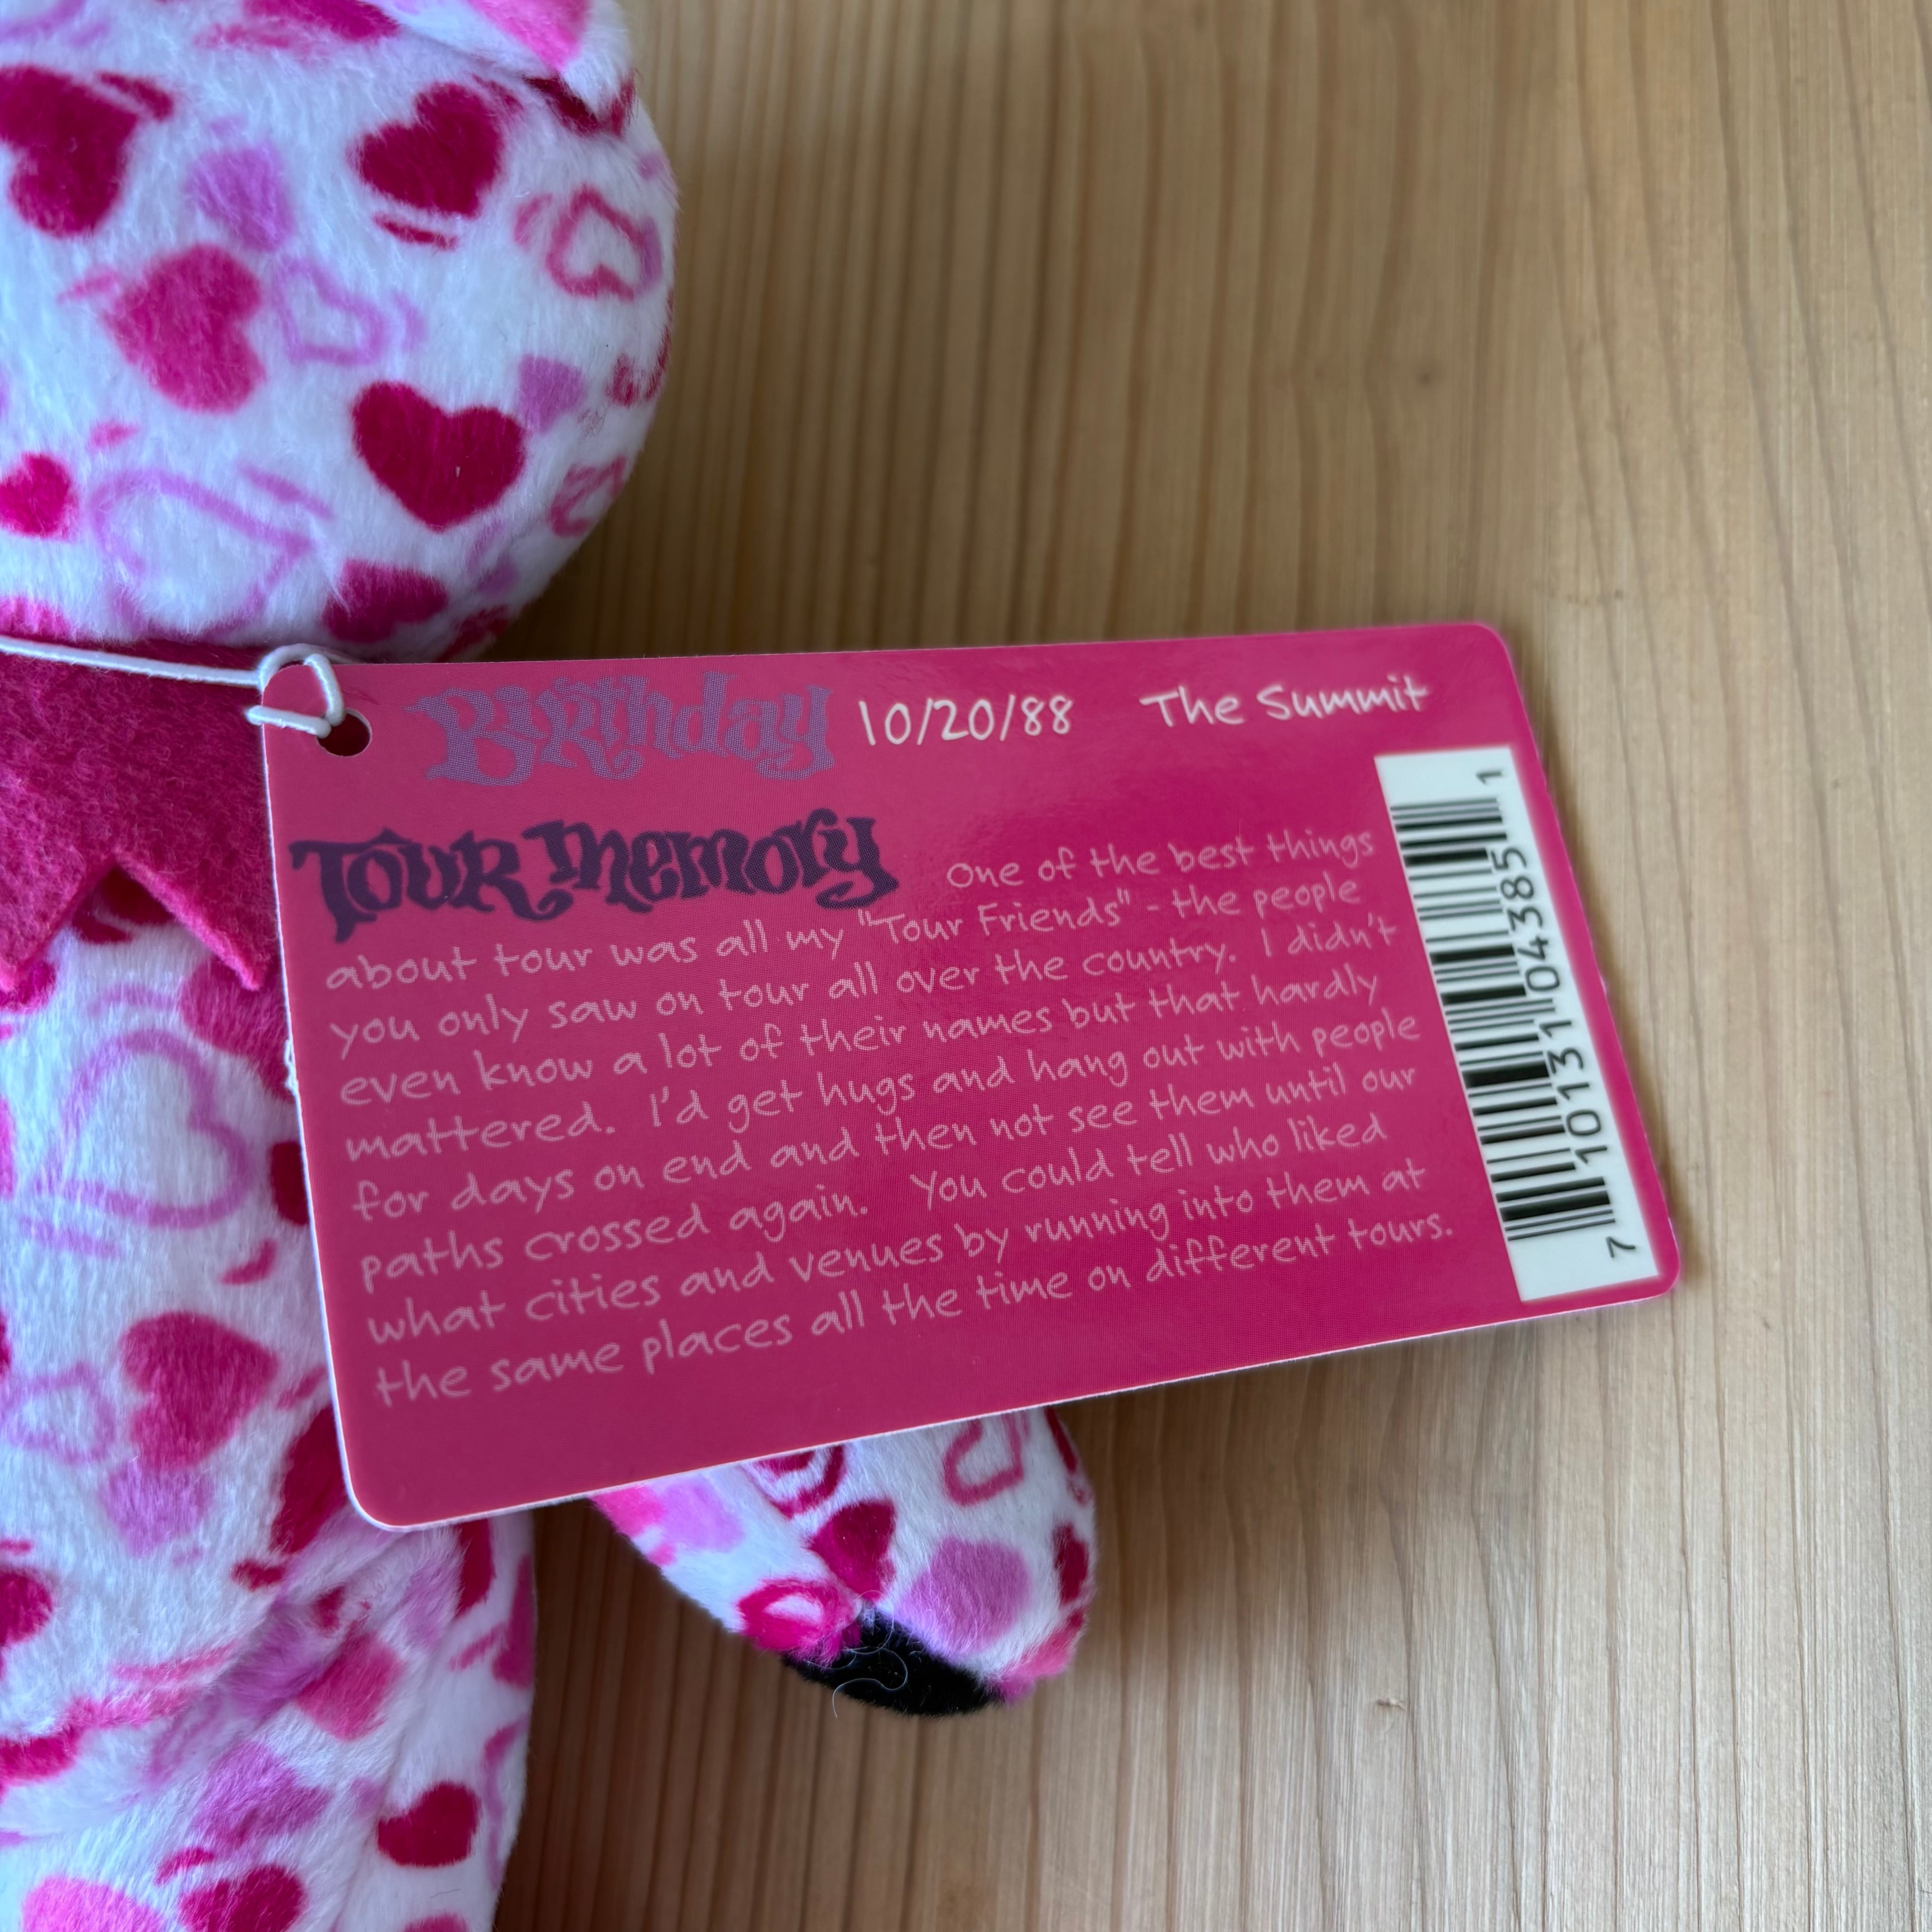 Birthday 10/20/88 The Summit
Tour Memory One of the best things
about tour was all my "Tour Friends" - the people
you only saw on tour all over the country. I didn't
even know a lot of their names but that hardly
mattered. I'd get hugs and hang out with people
for days on end and then not see them until our
paths crossed again. You could tell who liked
what cities and venues by running into them at
the same places all the time on different tours.
7 10131 04385 1